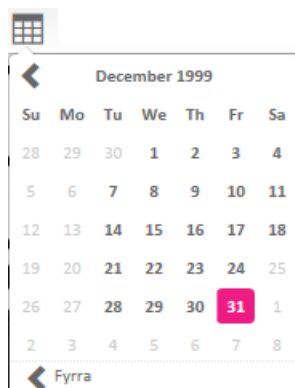 December 1999
Su Mo Tu We Th Fr Sa
28 29 30 1 2 3 4
5 6 7 8 9 10 11
12 13 14 15 16 17 18
19 20 21 22 23 24 25
26 27 28 29 30 31 1
2 3 4 5 6 7 8
Fyrra